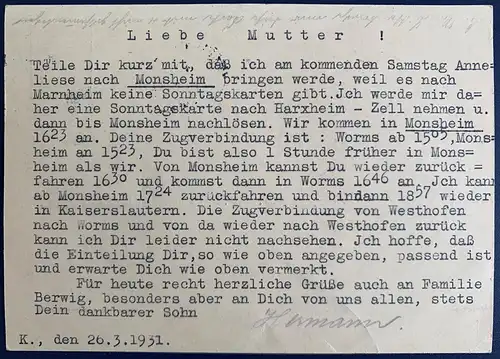 Liebe Mutter !
Teile Dir kurz mit, daß ich am kommenden Samstag Anne-
liese nach Monsheim bringen werde, weil es nach
Marnheim keine Sonntagskarten gibt.Jch werde mir da=
her eine Sonntagskarte nach Harxheim - Zell nehmen u.
dann bis Monsheim nachlösen. Wir kommen in Monsheim
16²³ an. Deine Zugverbindung ist : Worms ab 15⁰⁵,Mons=
heim an 15²³, Du bist also 1 Stunde früher in Mons=
heim als wir. Von Monsheim kannst Du wieder zurück =
fahren 16³⁰ und kommst dann in Worms 16⁴⁶ an. Jch kann
ab Monsheim 17²⁴ zurückfahren und bindann 18⁵⁷ wieder
in Kaiserslautern. Die Zugverbindung von Westhofen
nach Worms und von da wieder nach Westhofen zurück
kann ich Dir leider nicht nachsehen. Jch hoffe, daß
die Einteilung Dir,so wie oben angegeben, passend ist
und erwarte Dich wie oben vermerkt.
Für heute recht herzliche Grüße auch an Familie
Berwig, besonders aber an Dich von uns allen, stets
Dein dankbarer Sohn
Hermann.
K., den 26.3.1931.